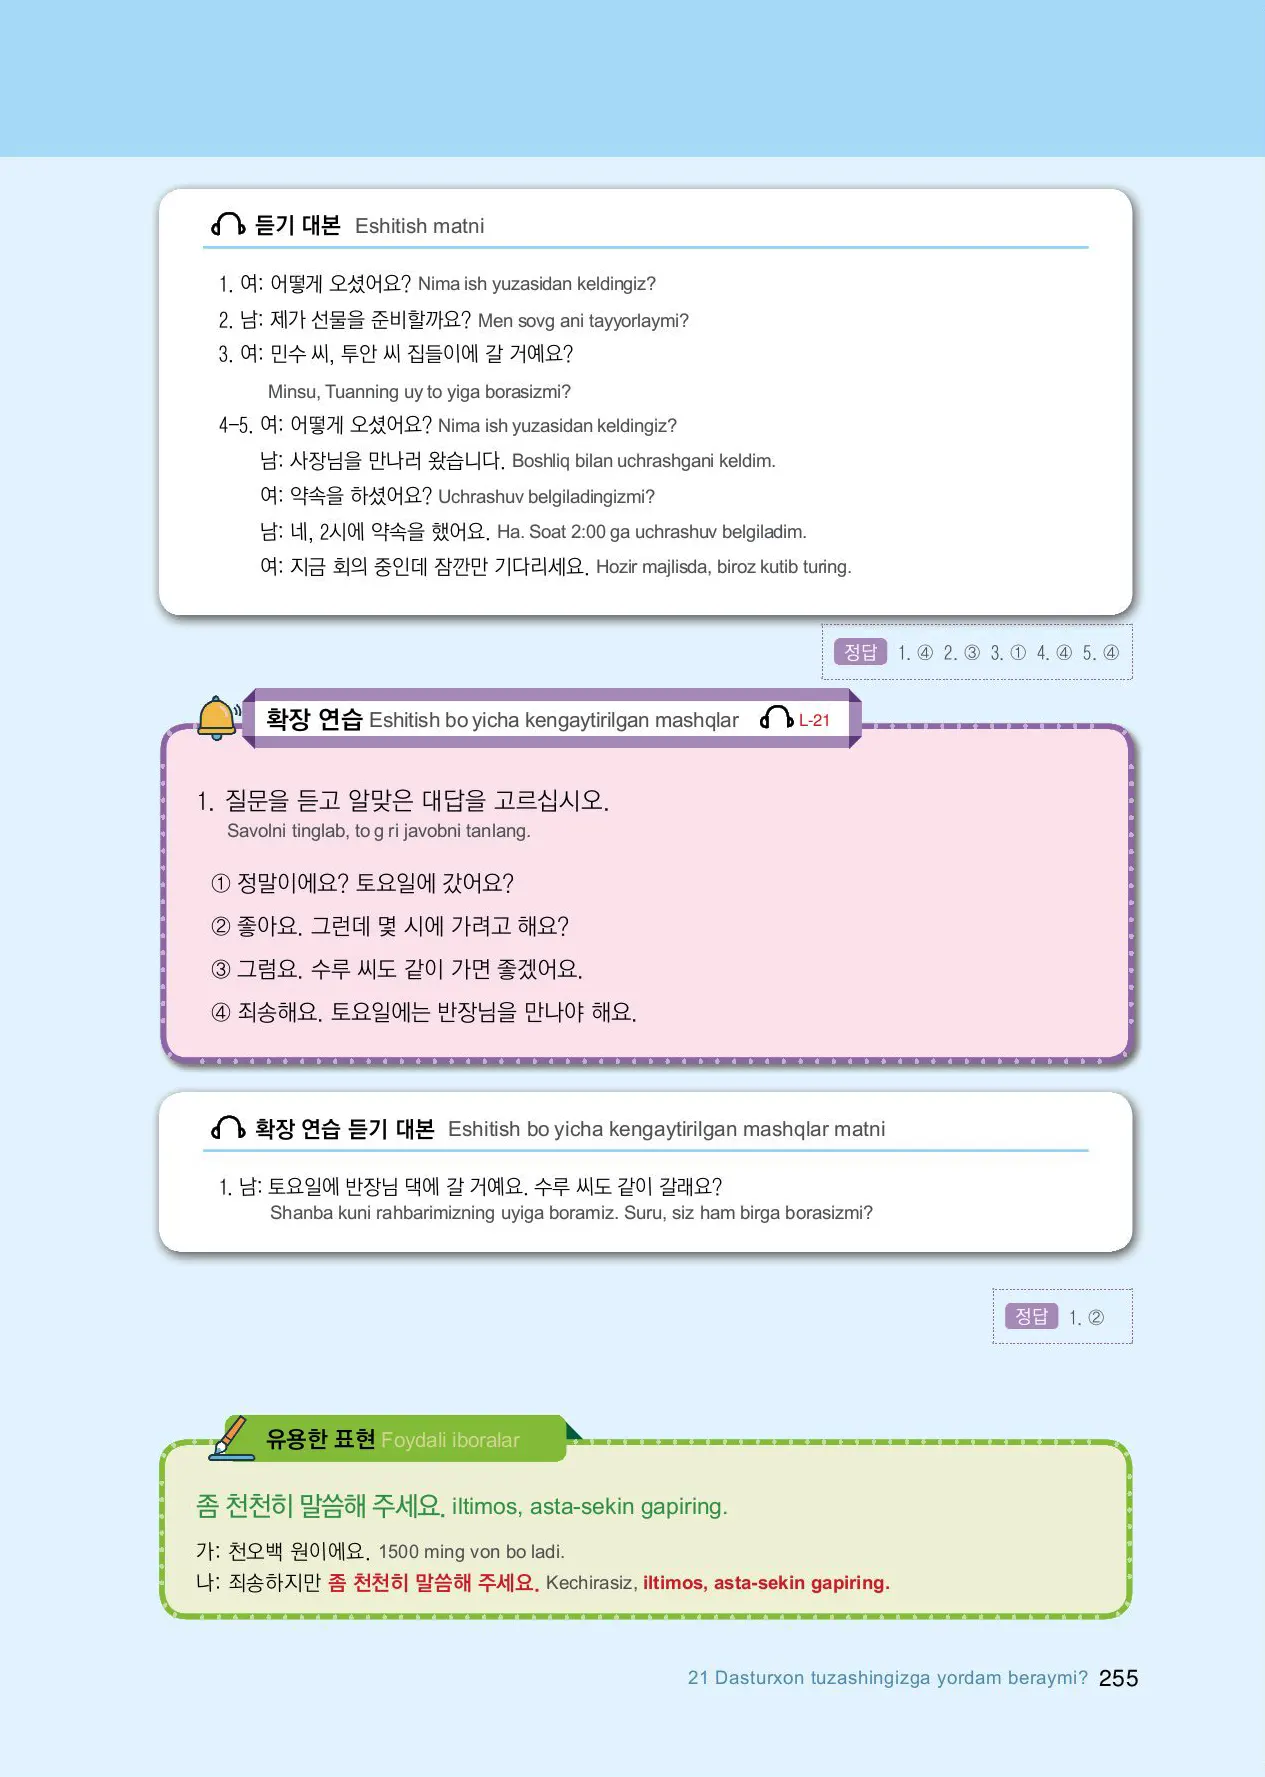 듣기 대본 Eshitish matni
1. 여: 어떻게 오셨어요? Nima ish yuzasidan keldingiz?
2. 남: 제가 선물을 준비할까요? Men sovg ani tayyorlaymi?
3. 여: 민수 씨, 투안 씨 집들이에 갈 거예요?
Minsu, Tuanning uy to yiga borasizmi?
4-5. 여: 어떻게 오셨어요? Nima ish yuzasidan keldingiz?
남: 사장님을 만나러 왔습니다. Boshliq bilan uchrashgani keldim.
여: 약속을 하셨어요? Uchrashuv belgiladingizmi?
남: 네, 2시에 약속을 했어요. Ha. Soat 2:00 ga uchrashuv belgiladim.
여: 지금 회의 중인데 잠깐만 기다리세요. Hozir majlisda, biroz kutib turing.
정답 1. ④ 2. ③ 3. ① 4. ④ 5. ④
확장 연습 Eshitish bo yicha kengaytirilgan mashqlar L-21
1. 질문을 듣고 알맞은 대답을 고르십시오.
Savolni tinglab, to g ri javobni tanlang.
① 정말이에요? 토요일에 갔어요?
② 좋아요. 그런데 몇 시에 가려고 해요?
③ 그럼요. 수루 씨도 같이 가면 좋겠어요.
④ 죄송해요. 토요일에는 반장님을 만나야 해요.
확장 연습 듣기 대본 Eshitish bo yicha kengaytirilgan mashqlar matni
1. 남: 토요일에 반장님 댁에 갈 거예요. 수루 씨도 같이 갈래요?
Shanba kuni rahbarimizning uyiga boramiz. Suru, siz ham birga borasizmi?
정답 1. ②
유용한 표현 Foydali iboralar
좀 천천히 말씀해 주세요. iltimos, asta-sekin gapiring.
가: 천오백 원이에요. 1500 ming von bo ladi.
나: 죄송하지만 좀 천천히 말씀해 주세요. Kechirasiz, iltimos, asta-sekin gapiring.
21 Dasturxon tuzashingizga yordam beraymi? 255